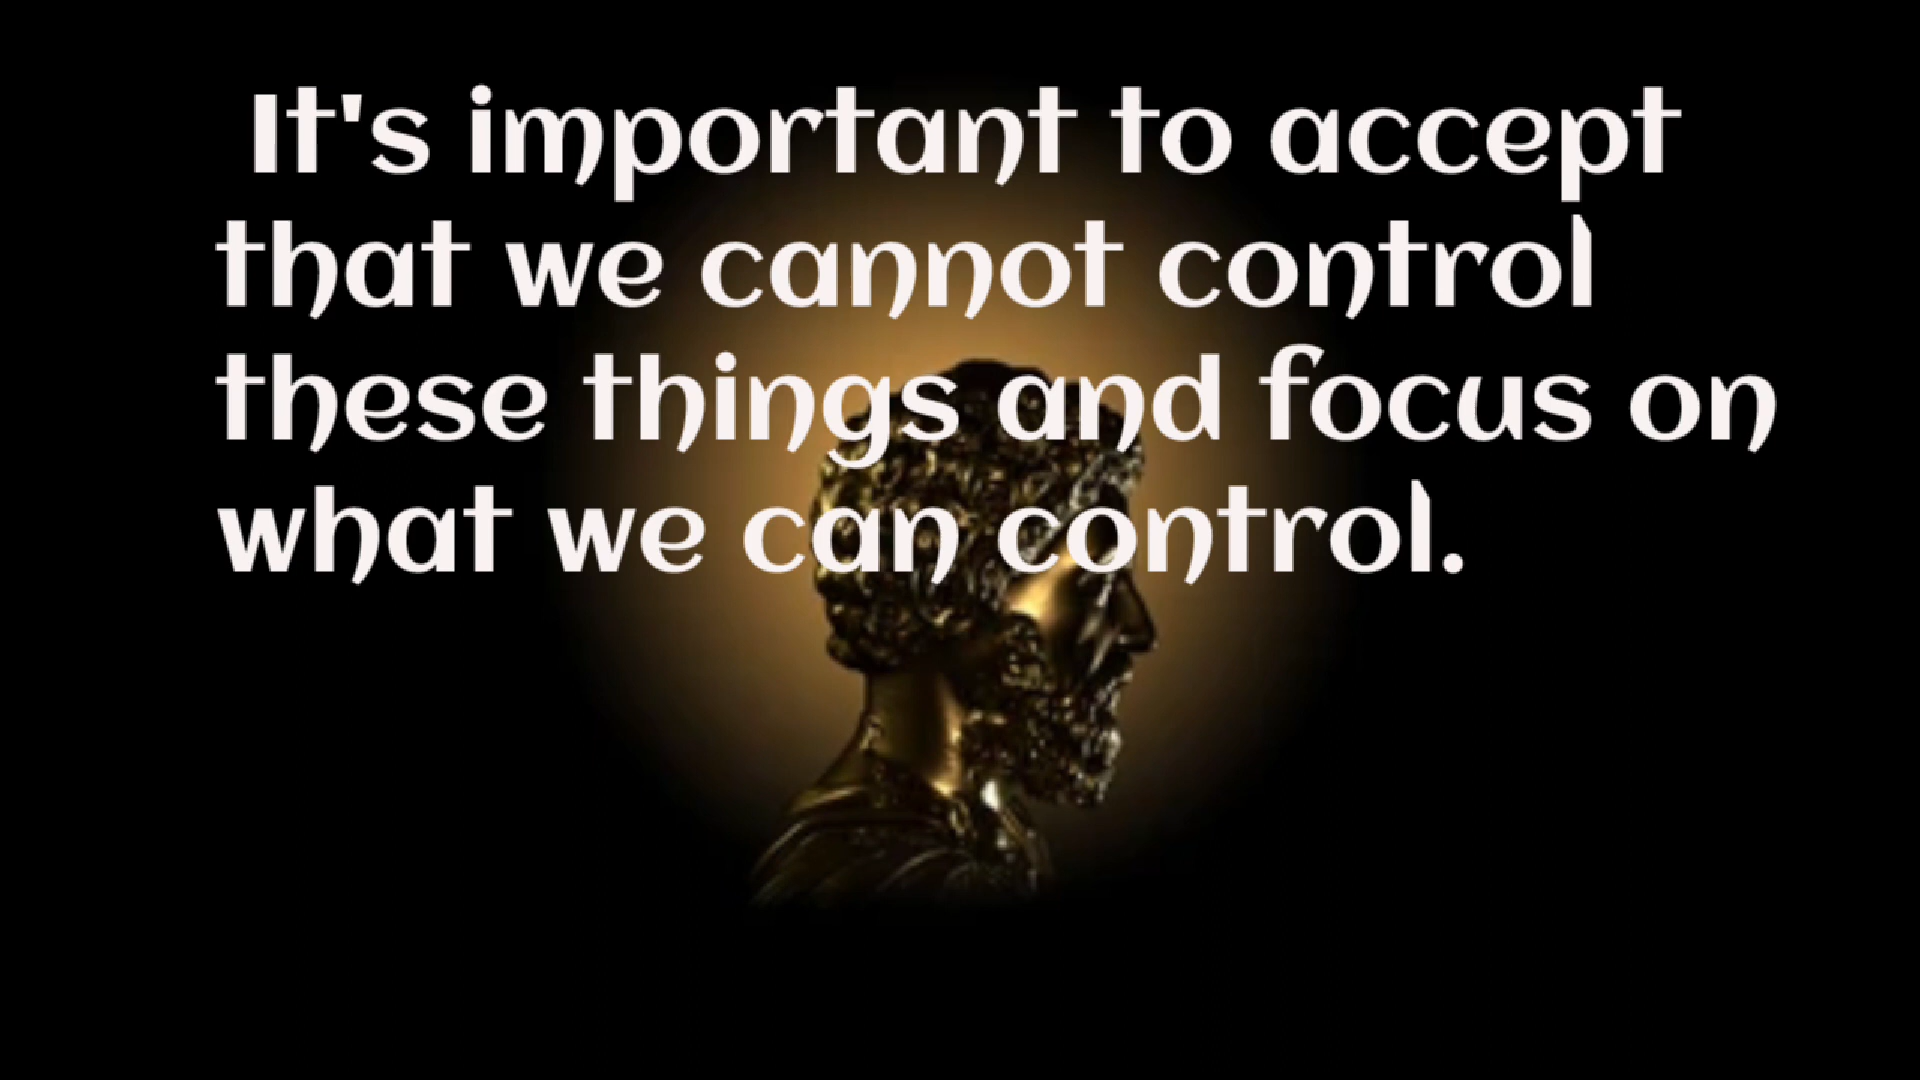 It's important to accept
that we cannot control
these things and focus on
what we can control.